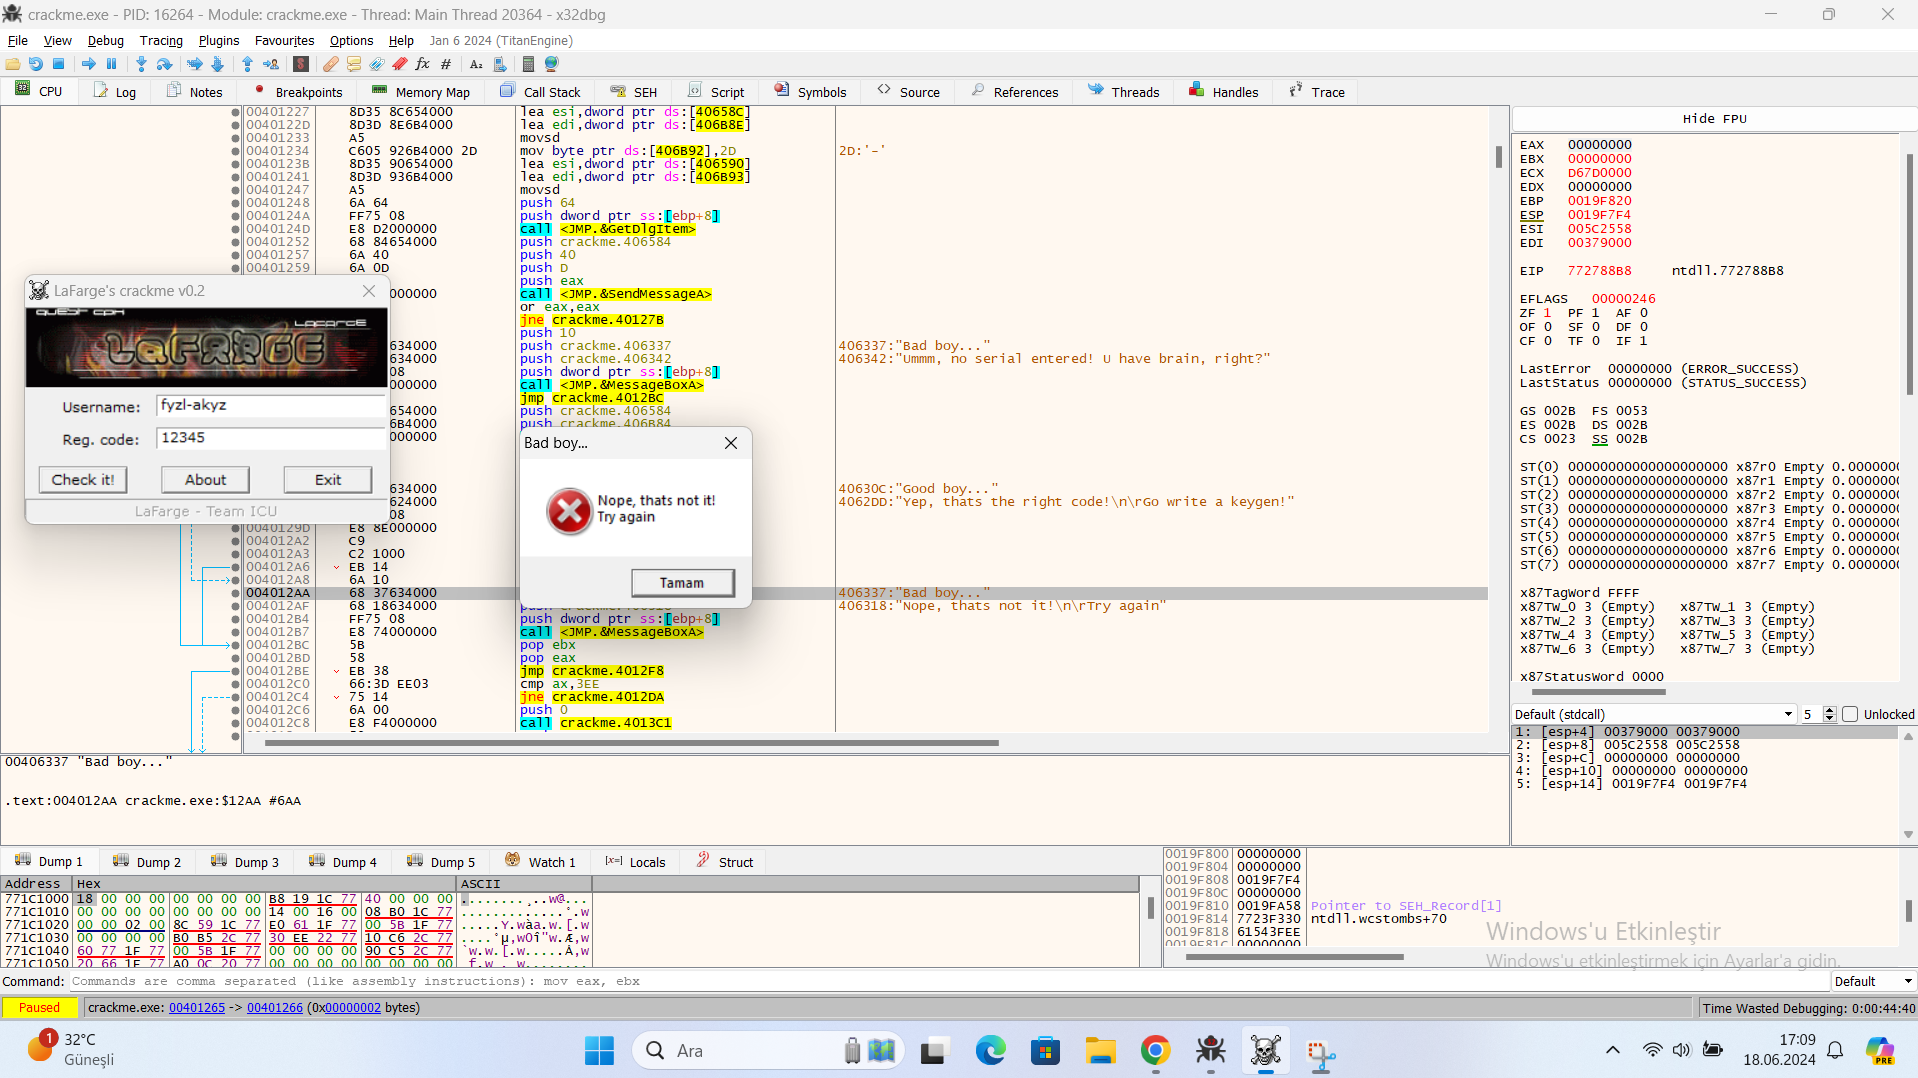 crackme.exe - PID: 16264 - Module: crackme.exe - Thread: Main Thread 20364 - x32dbg
File View Debug Tracing Plugins Favourites Options Help Jan 6 2024 (TitanEngine)
CPU Log Notes Breakpoints Memory Map Call Stack SEH Script Symbols Source References Threads Handles Trace
00401227 8D35 8C654000 lea esi,dword ptr ds:[40658C]
0040122D 8D3D 8E6B4000 lea edi,dword ptr ds:[406B8E]
00401233 A5 movsd
00401234 C605 926B4000 2D mov byte ptr ds:[406B92],2D 2D:'-'
0040123B 8D35 90654000 lea esi,dword ptr ds:[406590]
00401241 8D3D 936B4000 lea edi,dword ptr ds:[406B93]
00401247 A5 movsd
00401248 6A 64 push 64
0040124A FF75 08 push dword ptr ss:[ebp+8]
0040124D E8 D2000000 call <JMP.&GetDlgItem>
00401252 68 84654000 push crackme.406584
00401257 6A 40 push 40
00401259 6A 0D push D
push eax
000000 call <JMP.&SendMessageA>
or eax,eax
jne crackme.40127B
push 10
634000 push crackme.406337 406337:"Bad boy..."
634000 push crackme.406342 406342:"Ummm, no serial entered! U have brain, right?"
08 push dword ptr ss:[ebp+8]
000000 call <JMP.&MessageBoxA>
jmp crackme.4012BC
654000 push crackme.406584
6B4000 push crackme.406B84
000000
634000 40630C:"Good boy..."
624000 4062DD:"Yep, thats the right code!\n\rGo write a keygen!"
08
0040129D E8 8E000000
004012A2 C9
004012A3 C2 1000
004012A6 EB 14
004012A8 6A 10
004012AA 68 37634000 406337:"Bad boy..."
004012AF 68 18634000 push crackme.406318 406318:"Nope, thats not it!\n\rTry again"
004012B4 FF75 08 push dword ptr ss:[ebp+8]
004012B7 E8 74000000 call <JMP.&MessageBoxA>
004012BC 5B pop ebx
004012BD 58 pop eax
004012BE EB 38 jmp crackme.4012F8
004012C0 66:3D EE03 cmp ax,3EE
004012C4 75 14 jne crackme.4012DA
004012C6 6A 00 push 0
004012C8 E8 F4000000 call crackme.4013C1
LaFarge's crackme v0.2
LaFARGE
Username: fyzl-akyz
Reg. code: 12345
Check it! About Exit
LaFarge - Team ICU
Bad boy...
Nope, thats not it!
Try again
Tamam
Hide FPU
EAX 00000000
EBX 00000000
ECX D67D0000
EDX 00000000
EBP 0019F820
ESP 0019F7F4
ESI 005C2558
EDI 00379000
EIP 772788B8 ntdll.772788B8
EFLAGS 00000246
ZF 1 PF 1 AF 0
OF 0 SF 0 DF 0
CF 0 TF 0 IF 1
LastError 00000000 (ERROR_SUCCESS)
LastStatus 00000000 (STATUS_SUCCESS)
GS 002B FS 0053
ES 002B DS 002B
CS 0023 SS 002B
ST(0) 00000000000000000000 x87r0 Empty 0.0000000
ST(1) 00000000000000000000 x87r1 Empty 0.0000000
ST(2) 00000000000000000000 x87r2 Empty 0.0000000
ST(3) 00000000000000000000 x87r3 Empty 0.0000000
ST(4) 00000000000000000000 x87r4 Empty 0.0000000
ST(5) 00000000000000000000 x87r5 Empty 0.0000000
ST(6) 00000000000000000000 x87r6 Empty 0.0000000
ST(7) 00000000000000000000 x87r7 Empty 0.0000000
x87TagWord FFFF
x87TW_0 3 (Empty) x87TW_1 3 (Empty)
x87TW_2 3 (Empty) x87TW_3 3 (Empty)
x87TW_4 3 (Empty) x87TW_5 3 (Empty)
x87TW_6 3 (Empty) x87TW_7 3 (Empty)
x87StatusWord 0000
Default (stdcall) 5 Unlocked
1: [esp+4] 00379000 00379000
2: [esp+8] 005C2558 005C2558
3: [esp+C] 00000000 00000000
4: [esp+10] 00000000 00000000
5: [esp+14] 0019F7F4 0019F7F4
00406337 "Bad boy..."
.text:004012AA crackme.exe:$12AA #6AA
Dump 1 Dump 2 Dump 3 Dump 4 Dump 5 Watch 1 Locals Struct
Address Hex ASCII
771C1000 18 00 00 00 00 00 00 00 B8 19 1C 77 40 00 00 00 ........¸..w@...
771C1010 00 00 00 00 00 00 00 00 14 00 16 00 08 B0 1C 77 .............°.w
771C1020 00 00 02 00 8C 59 1C 77 E0 61 1F 77 00 5B 1F 77 .....Y.wàa.w.[.w
771C1030 00 00 00 00 B0 B5 2C 77 30 EE 22 77 10 C6 2C 77 ....°µ,w0î"w.Æ,w
771C1040 60 77 1F 77 00 5B 1F 77 00 00 00 00 90 C5 2C 77 `w.w.[.w.....Å,w
771C1050 20 66 1F 77 A0 0C 20 77 00 00 00 00 00 00 00 00
0019F800 00000000
0019F804 00000000
0019F808 0019F7F4
0019F80C 00000000
0019F810 0019FA58 Pointer to SEH_Record[1]
0019F814 7723F330 ntdll.wcstombs+70
0019F818 61543FEE
0019F81C 00000000
Windows'u Etkinleştir
Windows'u etkinleştirmek için Ayarlar'a gidin.
Command: Commands are comma separated (like assembly instructions): mov eax, ebx Default
Paused crackme.exe: 00401265 -> 00401266 (0x00000002 bytes) Time Wasted Debugging: 0:00:44:40
1 32°C
Güneşli
Ara
17:09
18.06.2024
PRE